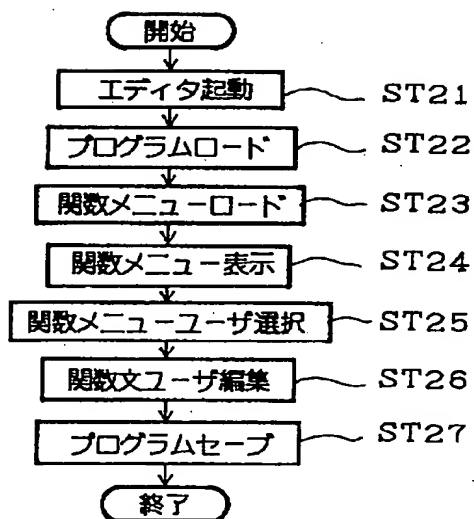 開始
エディタ起動 ST21
プログラムロード ST22
関数メニューロード ST23
関数メニュー表示 ST24
関数メニューユーザ選択 ST25
関数文ユーザ編集 ST26
プログラムセーブ ST27
終了